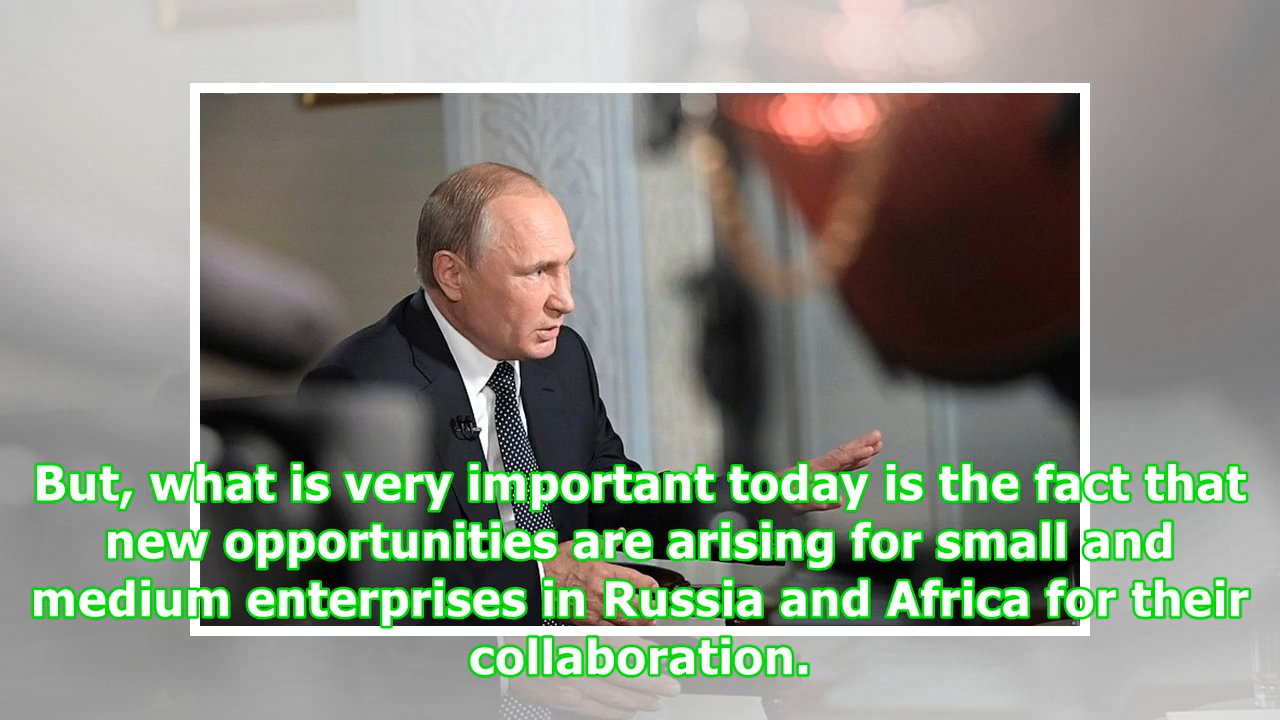 But, what is very important today is the fact that
new opportunities are arising for small and
medium enterprises in Russia and Africa for their
collaboration.